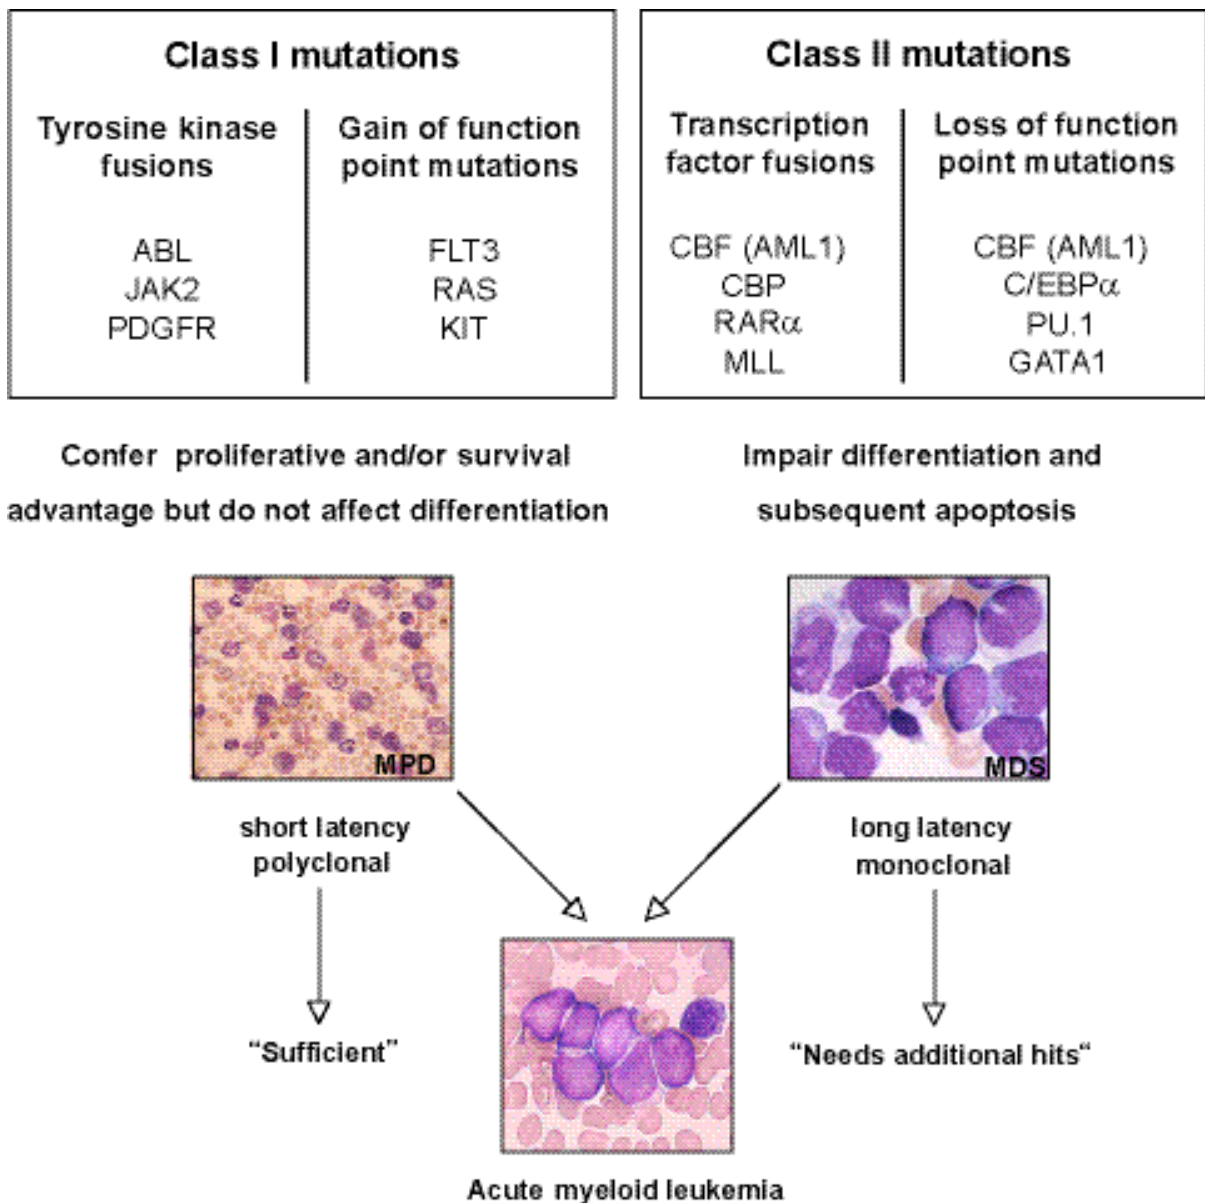 Class I mutations
Tyrosine kinase
fusions
ABL
JAK2
PDGFR
Gain of function
point mutations
FLT3
RAS
KIT
Class II mutations
Transcription
factor fusions
CBF (AML1)
CBP
RARα
MLL
Loss of function
point mutations
CBF (AML1)
C/EBPα
PU.1
GATA1
Confer proliferative and/or survival
advantage but do not affect differentiation
Impair differentiation and
subsequent apoptosis
MPD
MDS
short latency
polyclonal
long latency
monoclonal
“Sufficient”
“Needs additional hits“
Acute myeloid leukemia